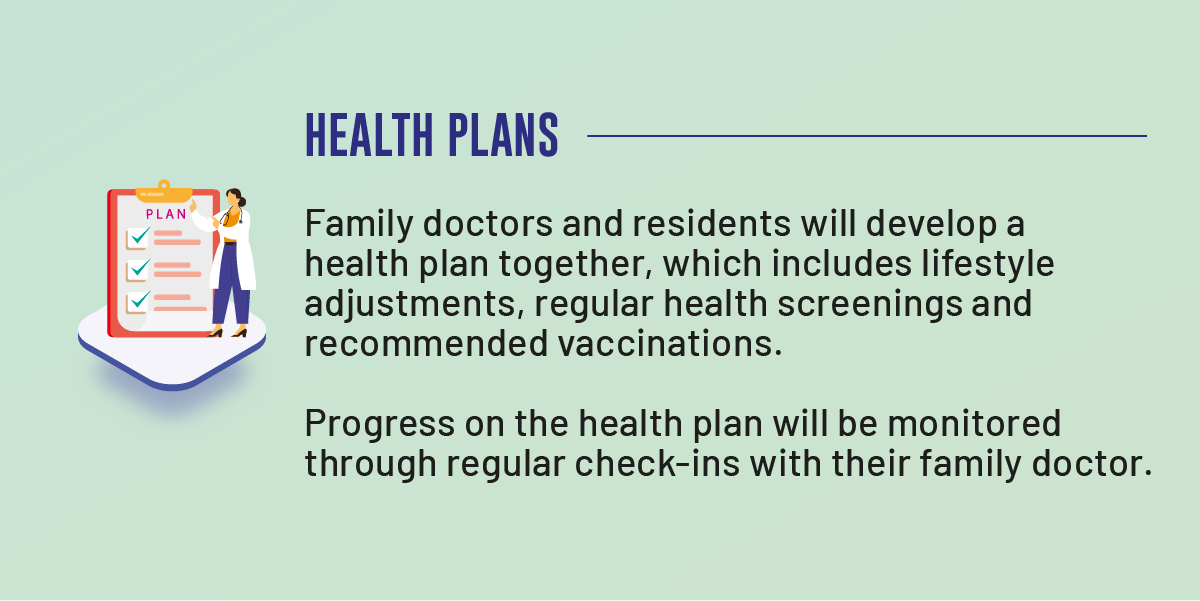 HEALTH PLANS
PLAN
Family doctors and residents will develop a
health plan together, which includes lifestyle
adjustments, regular health screenings and
recommended vaccinations.
Progress on the health plan will be monitored
through regular check-ins with their family doctor.